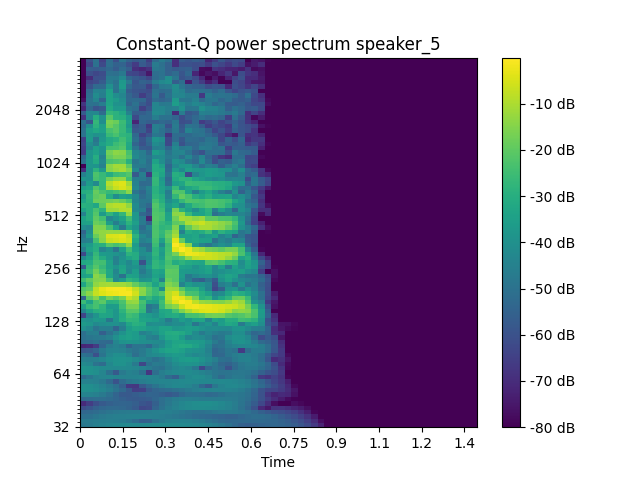 Constant-Q power spectrum speaker_5
2048
1024
512
256
128
64
32
Hz
0 0.15 0.3 0.45 0.6 0.75 0.9 1.1 1.2 1.4
Time
-10 dB
-20 dB
-30 dB
-40 dB
-50 dB
-60 dB
-70 dB
-80 dB